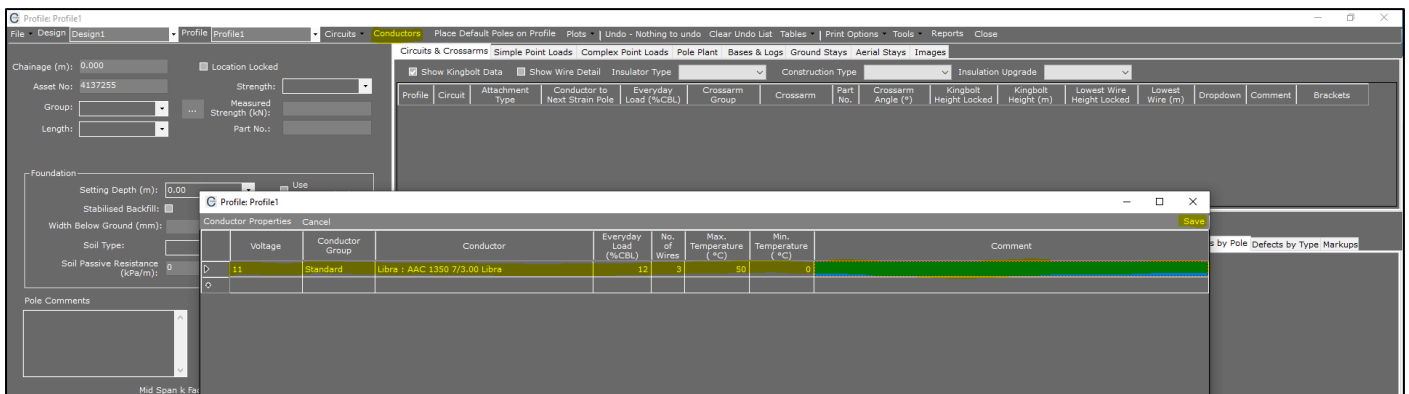 Profile: Profile1
File Design Design1 Profile Profile1 Circuits Conductors Place Default Poles on Profile Plots | Undo - Nothing to undo Clear Undo List Tables | Print Options Tools Reports Close
Circuits & Crossarms Simple Point Loads Complex Point Loads Pole Plant Bases & Logs Ground Stays Aerial Stays Images
Chainage (m): 0.000 Location Locked
Show Kingbolt Data Show Wire Detail Insulator Type Construction Type Insulation Upgrade
Asset No: 4137255 Strength:
Profile Circuit Attachment Type Conductor to Next Strain Pole Everyday Load (%CBL) Crossarm Group Crossarm Part No. Crossarm Angle (°) Kingbolt Height Locked Kingbolt Height (m) Lowest Wire Height Locked Lowest Wire (m) Dropdown Comment Brackets
Group: ... Measured Strength (kN):
Length: Part No.:
Foundation
Setting Depth (m): 0.00 Use
Stabilised Backfill:
Width Below Ground (mm):
Soil Type:
Soil Passive Resistance (kPa/m): 0
Pole Comments
Mid Span k Fac
Profile: Profile1
Conductor Properties Cancel Save
Voltage Conductor Group Conductor Everyday Load (%CBL) No. of Wires Max. Temperature (°C) Min. Temperature (°C) Comment
11 Standard Libra : AAC 1350 7/3.00 Libra 12 3 50 0
s by Pole Defects by Type Markups